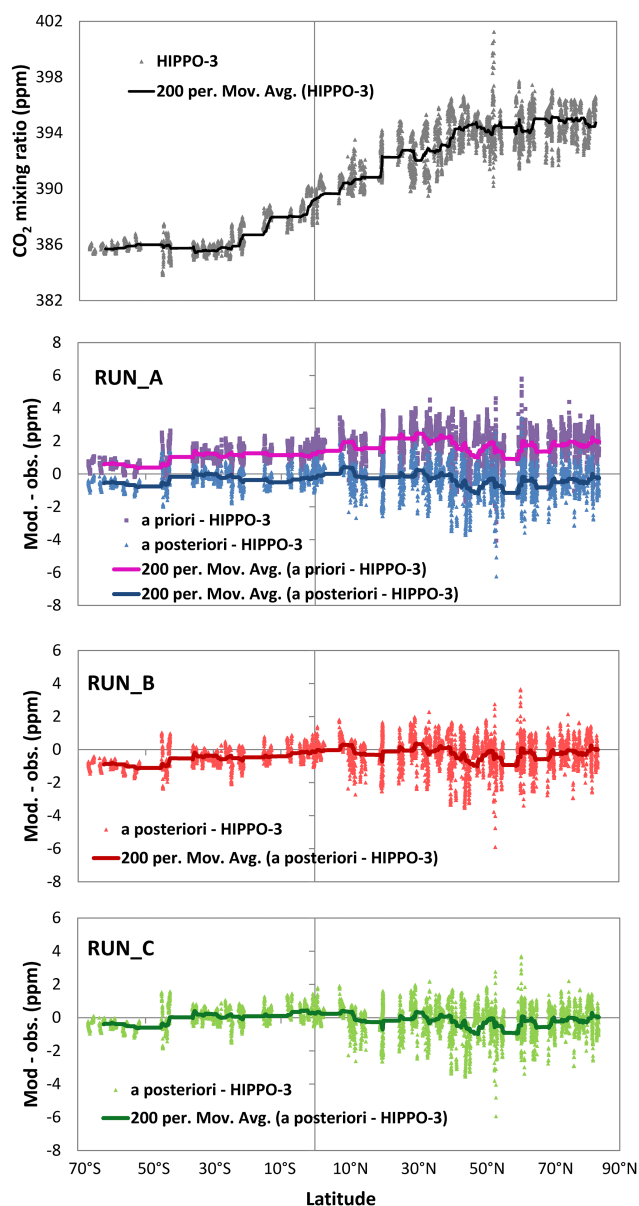 402
398
394
390
386
382
CO₂ mixing ratio (ppm)
HIPPO-3
200 per. Mov. Avg. (HIPPO-3)
8
6
4
2
0
-2
-4
-6
-8
Mod. - obs. (ppm)
RUN_A
a priori - HIPPO-3
a posteriori - HIPPO-3
200 per. Mov. Avg. (a priori - HIPPO-3)
200 per. Mov. Avg. (a posteriori - HIPPO-3)
6
4
2
0
-2
-4
-6
-8
Mod. - obs. (ppm)
RUN_B
a posteriori - HIPPO-3
200 per. Mov. Avg. (a posteriori - HIPPO-3)
6
4
2
0
-2
-4
-6
-8
Mod - obs. (ppm)
RUN_C
a posteriori - HIPPO-3
200 per. Mov. Avg. (a posteriori - HIPPO-3)
70°S 50°S 30°S 10°S 10°N 30°N 50°N 70°N 90°N
Latitude